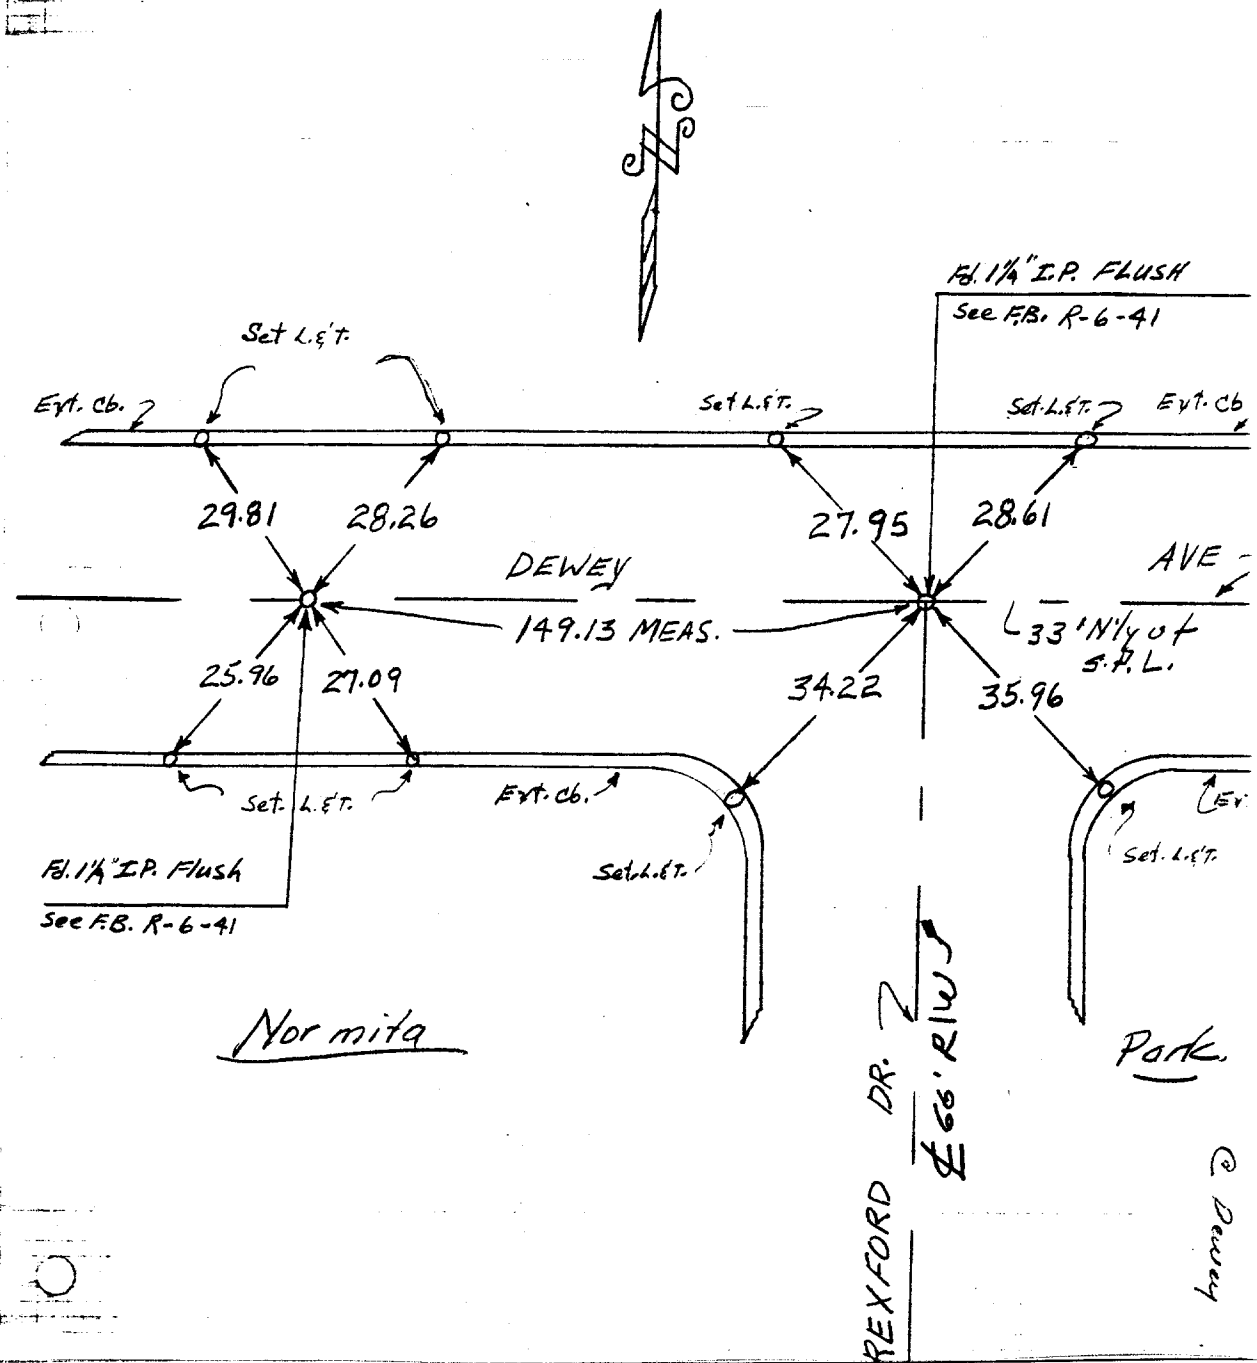 N
Fd. 1¼" I.P. FLUSH
See F.B. R-6-41
Set L.&T.
Ext. Cb.
Set L.&T.
Set. L.&T.
Ext. Cb
29.81
28.26
27.95
28.61
DEWEY
AVE
149.13 MEAS.
33' N'ly of
S.P.L.
25.96
27.09
34.22
35.96
Set. L.&T.
Ext. Cb.
Set. L.&T.
Set. L.&T.
Fd. 1¼" I.P. Flush
See F.B. R-6-41
Normita
Park.
REXFORD DR.
℄ 66' R/W
@ Dewey